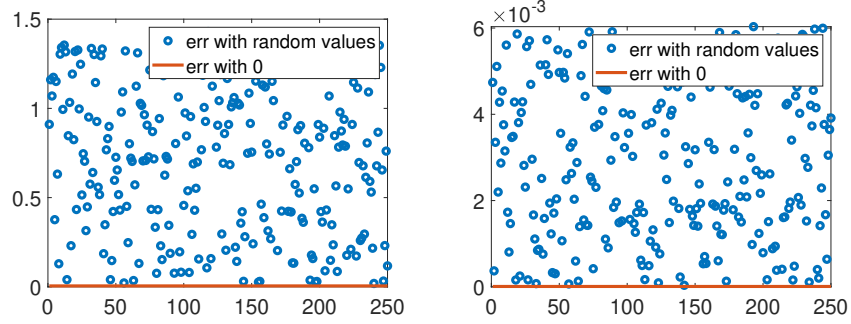 1.5
err with random values
err with 0
1
0.5
0
0 50 100 150 200 250
×10⁻³
6
err with random values
err with 0
4
2
0
0 50 100 150 200 250